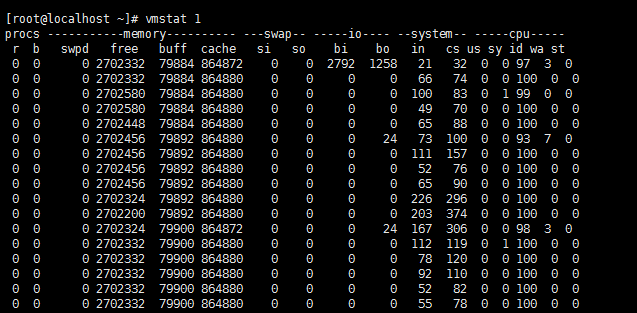 [root@localhost ~]# vmstat 1
procs -----------memory---------- ---swap-- -----io---- --system-- -----cpu-----
 r  b   swpd   free   buff  cache   si   so    bi    bo   in   cs us sy id wa st
 0  0      0 2702332  79884 864872    0    0  2792  1258   21   32  0  0 97  3  0
 0  0      0 2702332  79884 864880    0    0     0     0   66   74  0  0 100  0  0
 0  0      0 2702580  79884 864880    0    0     0     0  100   83  0  1 99  0  0
 0  0      0 2702580  79884 864880    0    0     0     0   49   70  0  0 100  0  0
 0  0      0 2702448  79884 864880    0    0     0     0   65   88  0  0 100  0  0
 0  0      0 2702456  79892 864880    0    0     0    24   73  100  0  0 93  7  0
 0  0      0 2702456  79892 864880    0    0     0     0  111  157  0  0 100  0  0
 0  0      0 2702456  79892 864880    0    0     0     0   52   76  0  0 100  0  0
 0  0      0 2702456  79892 864880    0    0     0     0   65   90  0  0 100  0  0
 0  0      0 2702324  79892 864880    0    0     0     0  226  296  0  0 100  0  0
 0  0      0 2702200  79892 864880    0    0     0     0  203  374  0  0 100  0  0
 0  0      0 2702324  79900 864872    0    0     0    24  167  306  0  0 98  3  0
 0  0      0 2702332  79900 864880    0    0     0     0  112  119  0  1 100  0  0
 0  0      0 2702332  79900 864880    0    0     0     0   78  120  0  0 100  0  0
 0  0      0 2702332  79900 864880    0    0     0     0   92  110  0  0 100  0  0
 0  0      0 2702332  79900 864880    0    0     0     0   52   82  0  0 100  0  0
 0  0      0 2702332  79900 864880    0    0     0     0   55   78  0  0 100  0  0